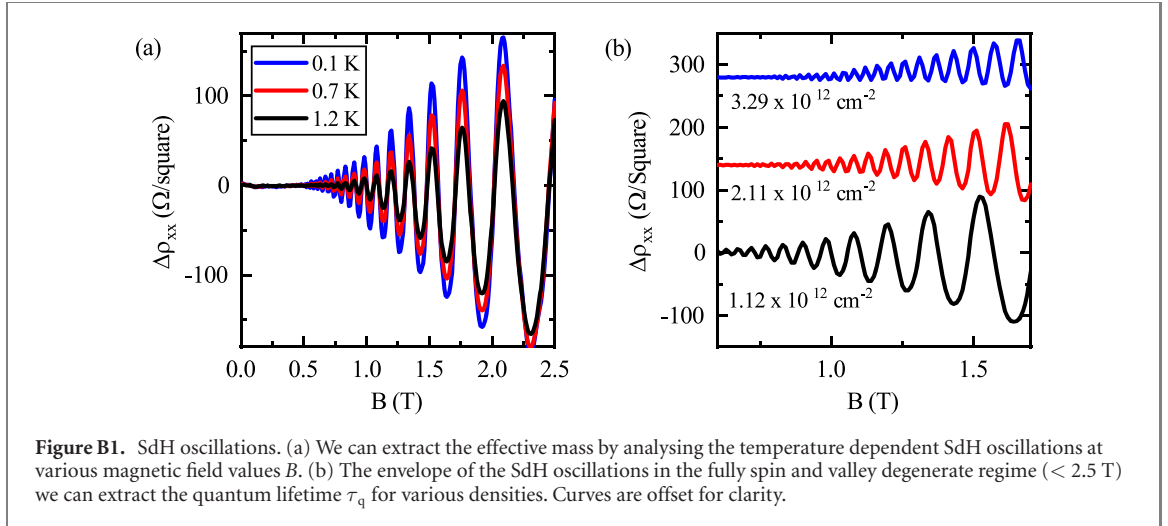 (a)
0.1 K
0.7 K
1.2 K
100
0
-100
Δρxx (Ω/square)
0.0 0.5 1.0 1.5 2.0 2.5
B (T)
(b)
300
200
100
0
-100
Δρxx (Ω/Square)
3.29 x 10 12 cm-2
2.11 x 10 12 cm-2
1.12 x 10 12 cm-2
1.0 1.5
B (T)
Figure B1. SdH oscillations. (a) We can extract the effective mass by analysing the temperature dependent SdH oscillations at
various magnetic field values B. (b) The envelope of the SdH oscillations in the fully spin and valley degenerate regime (< 2.5 T)
we can extract the quantum lifetime τq for various densities. Curves are offset for clarity.